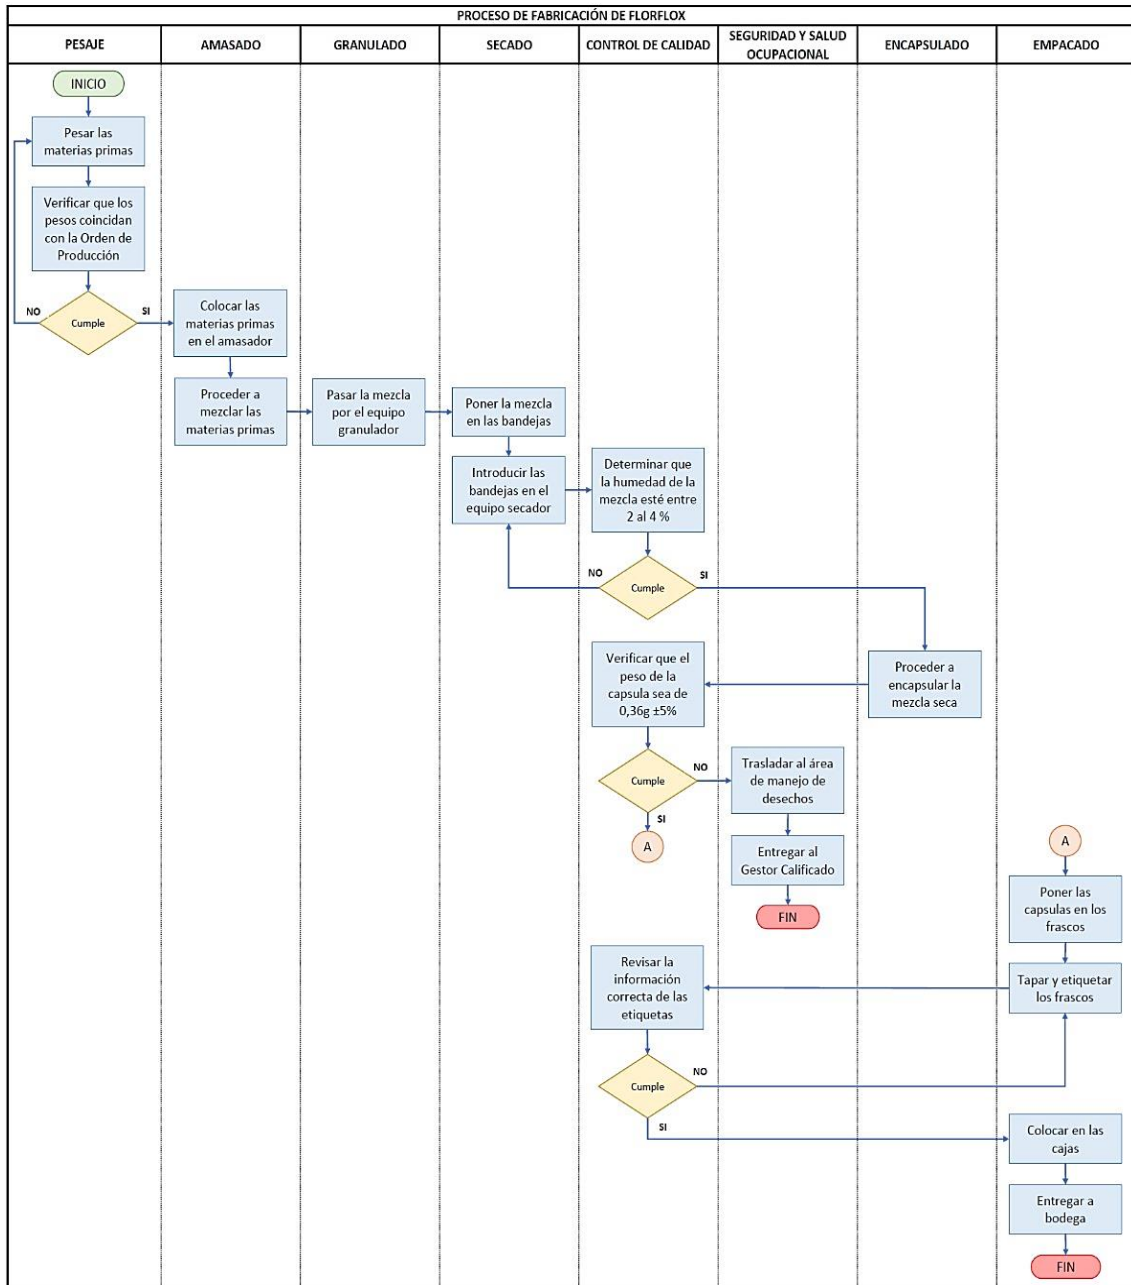 PROCESO DE FABRICACIÓN DE FLORFLOX
PESAJE
AMASADO
GRANULADO
SECADO
CONTROL DE CALIDAD
SEGURIDAD Y SALUD
OCUPACIONAL
ENCAPSULADO
EMPACADO
INICIO
Pesar las
materias primas
Verificar que los
pesos coincidan
con la Orden de
Producción
NO
Cumple
SI
Colocar las
materias primas
en el amasador
Proceder a
mezclar las
materias primas
Pasar la mezcla
por el equipo
granulador
Poner la mezcla
en las bandejas
Introducir las
bandejas en el
equipo secador
Determinar que
la humedad de la
mezcla esté entre
2 al 4 %
NO
Cumple
SI
Proceder a
encapsular la
mezcla seca
Verificar que el
peso de la
capsula sea de
0,36g ±5%
Cumple
NO
SI
A
Trasladar al área
de manejo de
desechos
Entregar al
Gestor Calificado
FIN
A
Poner las
capsulas en los
frascos
Tapar y etiquetar
los frascos
Revisar la
información
correcta de las
etiquetas
Cumple
NO
SI
Colocar en las
cajas
Entregar a
bodega
FIN